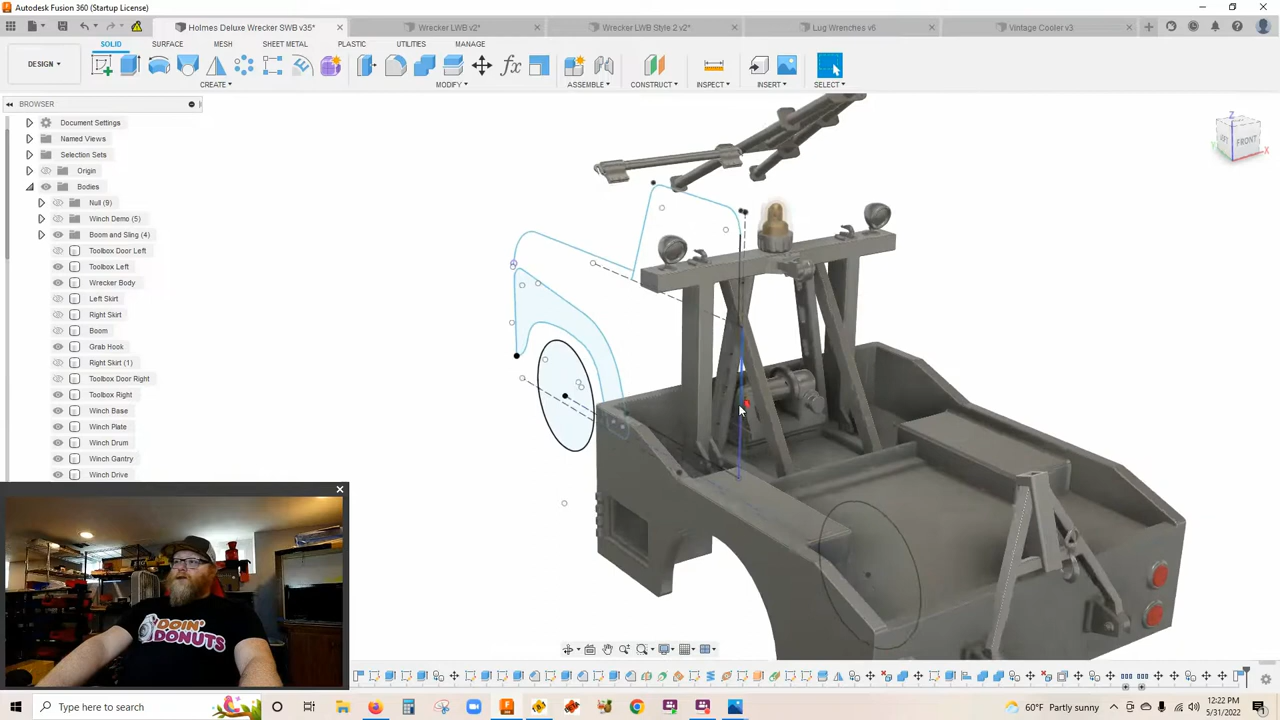 Autodesk Fusion 360 (Startup License)
Holmes Deluxe Wrecker SWB v35*
Wrecker LWB v2*
Wrecker LWB Style 2 v2*
Lug Wrenches v6
Vintage Cooler v3
SOLID
SURFACE
MESH
SHEET METAL
PLASTIC
UTILITIES
MANAGE
DESIGN
CREATE
MODIFY
ASSEMBLE
CONSTRUCT
INSPECT
INSERT
SELECT
BROWSER
Document Settings
Named Views
Selection Sets
Origin
Bodies
Null (9)
Winch Demo (5)
Boom and Sling (4)
Toolbox Door Left
Toolbox Left
Wrecker Body
Left Skirt
Right Skirt
Boom
Grab Hook
Right Skirt (1)
Toolbox Door Right
Toolbox Right
Winch Base
Winch Plate
Winch Drum
Winch Gantry
Winch Drive
Z
LEFT
FRONT
X
DOIN'
DONUTS
Type here to search
60°F Partly sunny
12:22 PM
5/31/2022